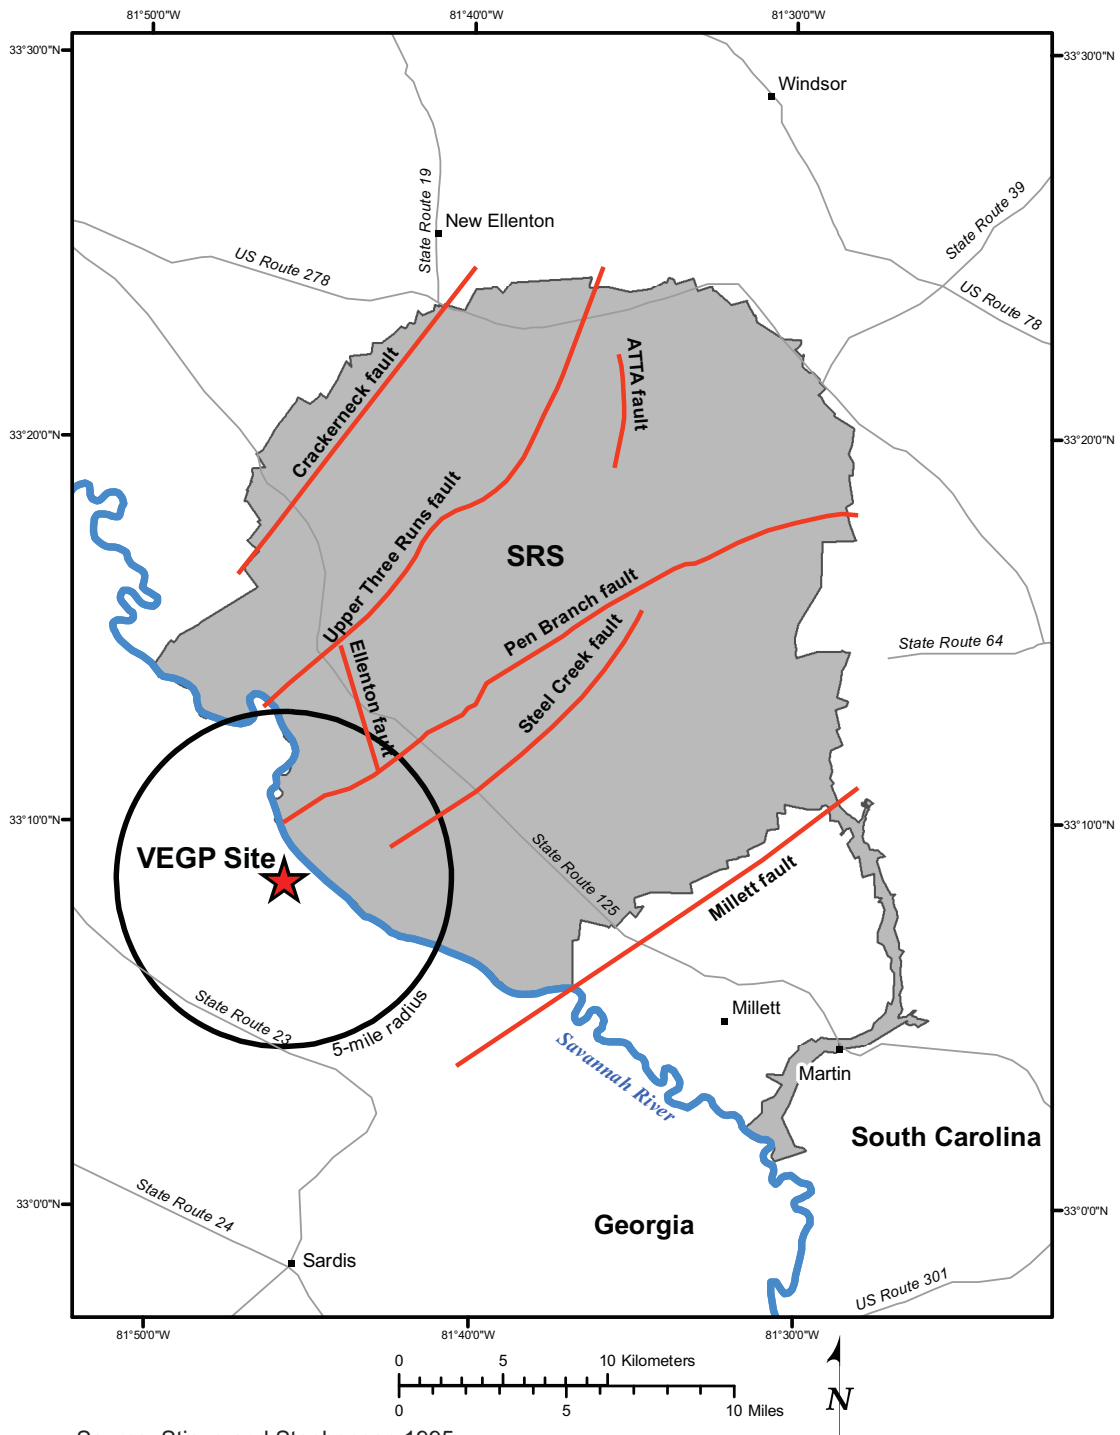 81°50'0"W
81°40'0"W
81°30'0"W
33°30'0"N
33°30'0"N
Windsor
State Route 19
State Route 39
New Ellenton
US Route 278
US Route 78
ATTA fault
Crackerneck fault
33°20'0"N
33°20'0"N
Upper Three Runs fault
SRS
Pen Branch fault
Steel Creek fault
State Route 64
Ellenton fault
33°10'0"N
33°10'0"N
VEGP Site
State Route 125
Millett fault
State Route 23
5-mile radius
Millett
Savannah River
Martin
South Carolina
State Route 24
33°0'0"N
33°0'0"N
Georgia
Sardis
US Route 301
81°50'0"W
81°40'0"W
81°30'0"W
0 5 10 Kilometers
0 5 10 Miles
N
1995